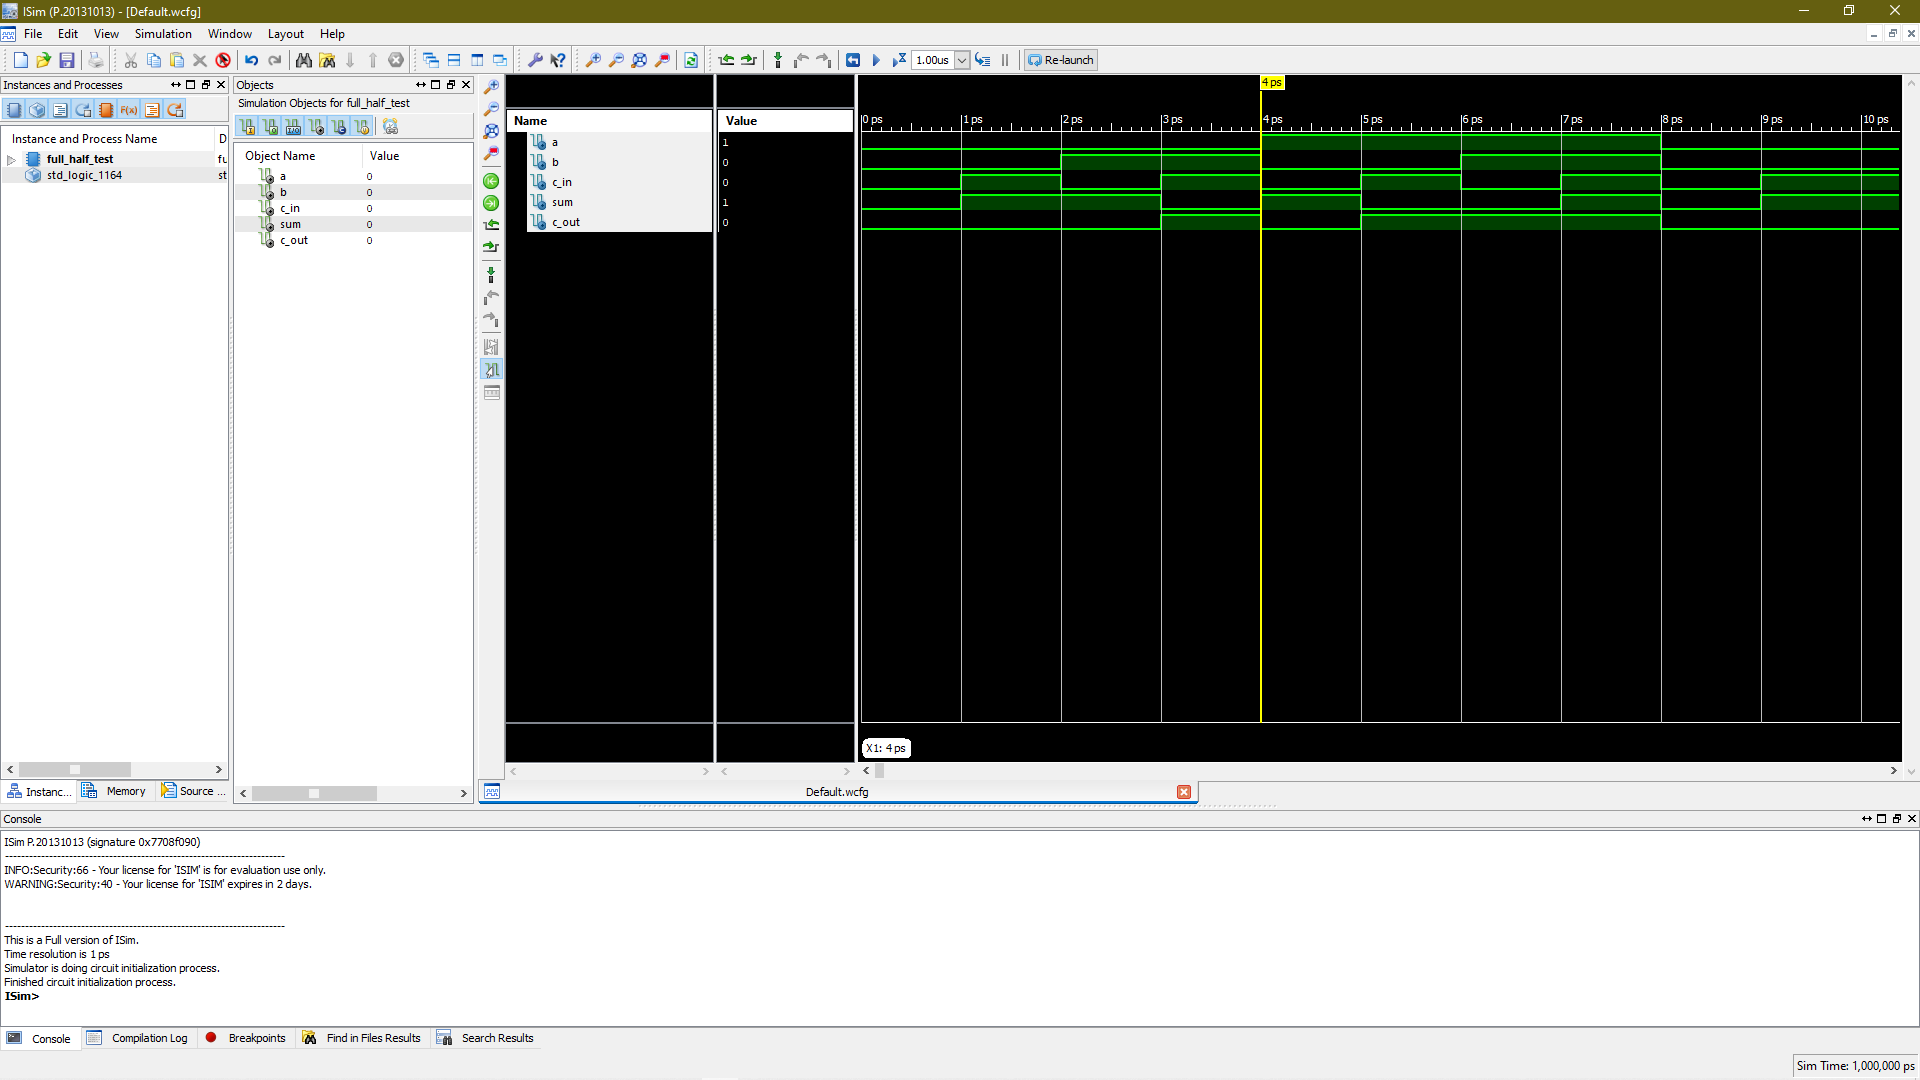 ISim (P.20131013) - [Default.wcfg]
File Edit View Simulation Window Layout Help
1.00us Re-launch
Instances and Processes
Instance and Process Name D
full_half_test fu
std_logic_1164 st
Instanc... Memory Source ...
Objects
Simulation Objects for full_half_test
Object Name Value
a 0
b 0
c_in 0
sum 0
c_out 0
Name Value
a 1
b 0
c_in 0
sum 1
c_out 0
4 ps
0 ps 1 ps 2 ps 3 ps 4 ps 5 ps 6 ps 7 ps 8 ps 9 ps 10 ps
X1: 4 ps
Default.wcfg
Console
ISim P.20131013 (signature 0x7708f090)
----------------------------------------------------------------------
INFO:Security:66 - Your license for 'ISIM' is for evaluation use only.
WARNING:Security:40 - Your license for 'ISIM' expires in 2 days.
----------------------------------------------------------------------
This is a Full version of ISim.
Time resolution is 1 ps
Simulator is doing circuit initialization process.
Finished circuit initialization process.
ISim>
Console Compilation Log Breakpoints Find in Files Results Search Results
Sim Time: 1,000,000 ps